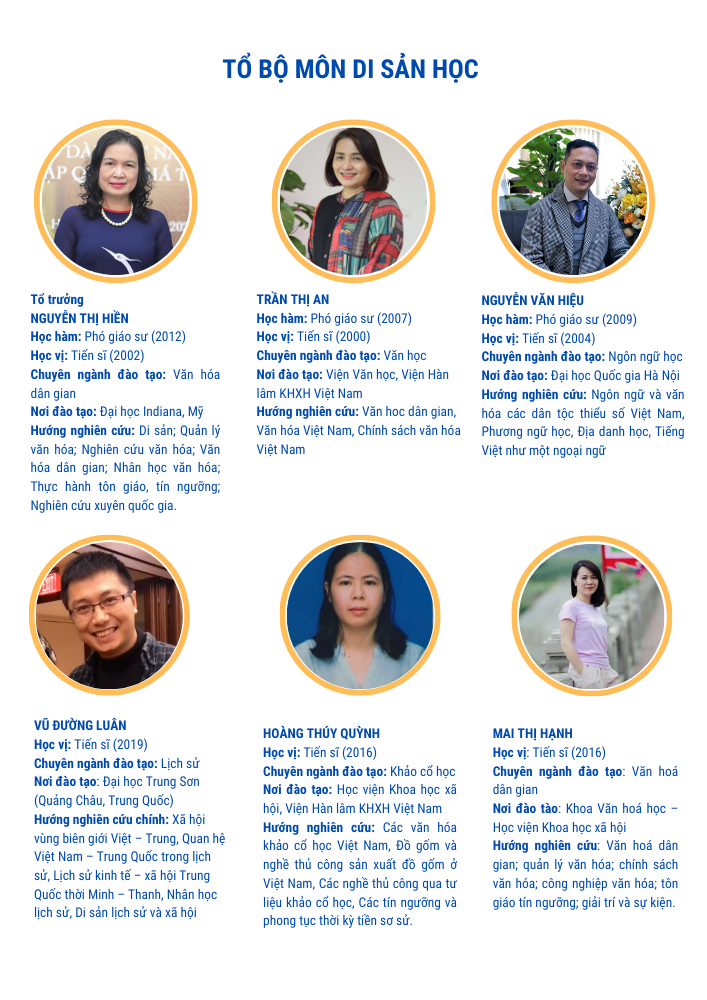 TỔ BỘ MÔN DI SẢN HỌC
Tổ trưởng
NGUYỄN THỊ HIỀN
Học hàm: Phó giáo sư (2012)
Học vị: Tiến sĩ (2002)
Chuyên ngành đào tạo: Văn hóa
dân gian
Nơi đào tạo: Đại học Indiana, Mỹ
Hướng nghiên cứu: Di sản; Quản lý
văn hóa; Nghiên cứu văn hóa; Văn
hóa dân gian; Nhân học văn hóa;
Thực hành tôn giáo, tín ngưỡng;
Nghiên cứu xuyên quốc gia.
TRẦN THỊ AN
Học hàm: Phó giáo sư (2007)
Học vị: Tiến sĩ (2000)
Chuyên ngành đào tạo: Văn học
Nơi đào tạo: Viện Văn học, Viện Hàn
lâm KHXH Việt Nam
Hướng nghiên cứu: Văn hoc dân gian,
Văn hóa Việt Nam, Chính sách văn hóa
Việt Nam
NGUYỄN VĂN HIỆU
Học hàm: Phó giáo sư (2009)
Học vị: Tiến sĩ (2004)
Chuyên ngành đào tạo: Ngôn ngữ học
Nơi đào tạo: Đại học Quốc gia Hà Nội
Hướng nghiên cứu: Ngôn ngữ và văn
hóa các dân tộc thiểu số Việt Nam,
Phương ngữ học, Địa danh học, Tiếng
Việt như một ngoại ngữ
EXIT
VŨ ĐƯỜNG LUÂN
Học vị: Tiến sĩ (2019)
Chuyên ngành đào tạo: Lịch sử
Nơi đào tạo: Đại học Trung Sơn
(Quảng Châu, Trung Quốc)
Hướng nghiên cứu chính: Xã hội
vùng biên giới Việt – Trung, Quan hệ
Việt Nam – Trung Quốc trong lịch
sử, Lịch sử kinh tế – xã hội Trung
Quốc thời Minh – Thanh, Nhân học
lịch sử, Di sản lịch sử và xã hội
HOÀNG THÚY QUỲNH
Học vị: Tiến sĩ (2016)
Chuyên ngành đào tạo: Khảo cổ học
Nơi đào tạo: Học viện Khoa học xã
hội, Viện Hàn lâm KHXH Việt Nam
Hướng nghiên cứu: Các văn hóa
khảo cổ học Việt Nam, Đồ gốm và
nghề thủ công sản xuất đồ gốm ở
Việt Nam, Các nghề thủ công qua tư
liệu khảo cổ học, Các tín ngưỡng và
phong tục thời kỳ tiền sơ sử.
MAI THỊ HẠNH
Học vị: Tiến sĩ (2016)
Chuyên ngành đào tạo: Văn hoá
dân gian
Nơi đào tào: Khoa Văn hoá học –
Học viện Khoa học xã hội
Hướng nghiên cứu: Văn hoá dân
gian; quản lý văn hóa; chính sách
văn hóa; công nghiệp văn hóa; tôn
giáo tín ngưỡng; giải trí và sự kiện.